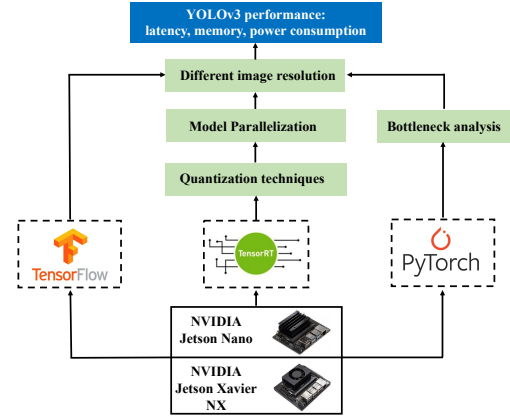 YOLOv3 performance:
latency, memory, power consumption
Different image resolution
Model Parallelization
Bottleneck analysis
Quantization techniques
TensorFlow
TensorRT
PyTorch
NVIDIA
Jetson Nano
NVIDIA
Jetson Xavier
NX